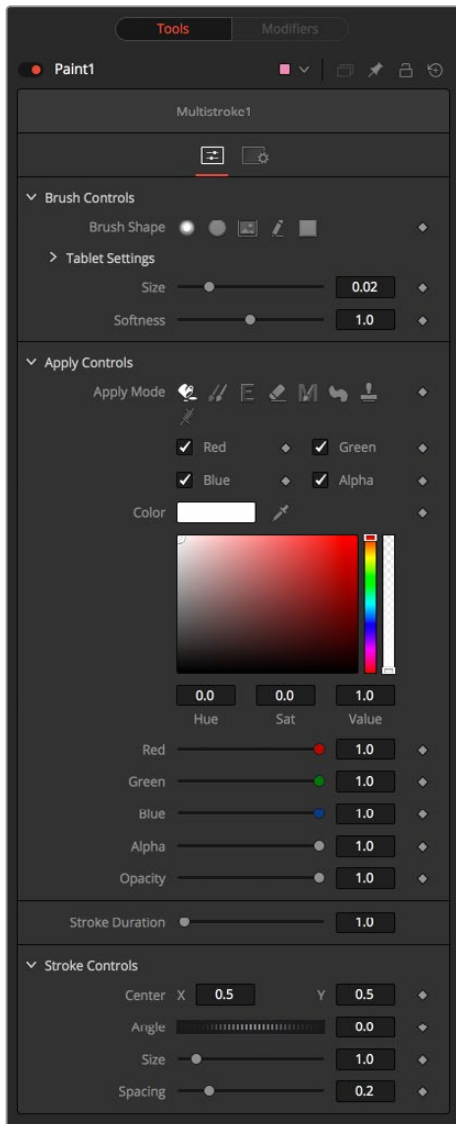 Tools Modifiers
Paint1
Multistroke1
Brush Controls
Brush Shape
Tablet Settings
Size 0.02
Softness 1.0
Apply Controls
Apply Mode
Red Green
Blue Alpha
Color
0.0 0.0 1.0
Hue Sat Value
Red 1.0
Green 1.0
Blue 1.0
Alpha 1.0
Opacity 1.0
Stroke Duration 1.0
Stroke Controls
Center X 0.5 Y 0.5
Angle 0.0
Size 1.0
Spacing 0.2